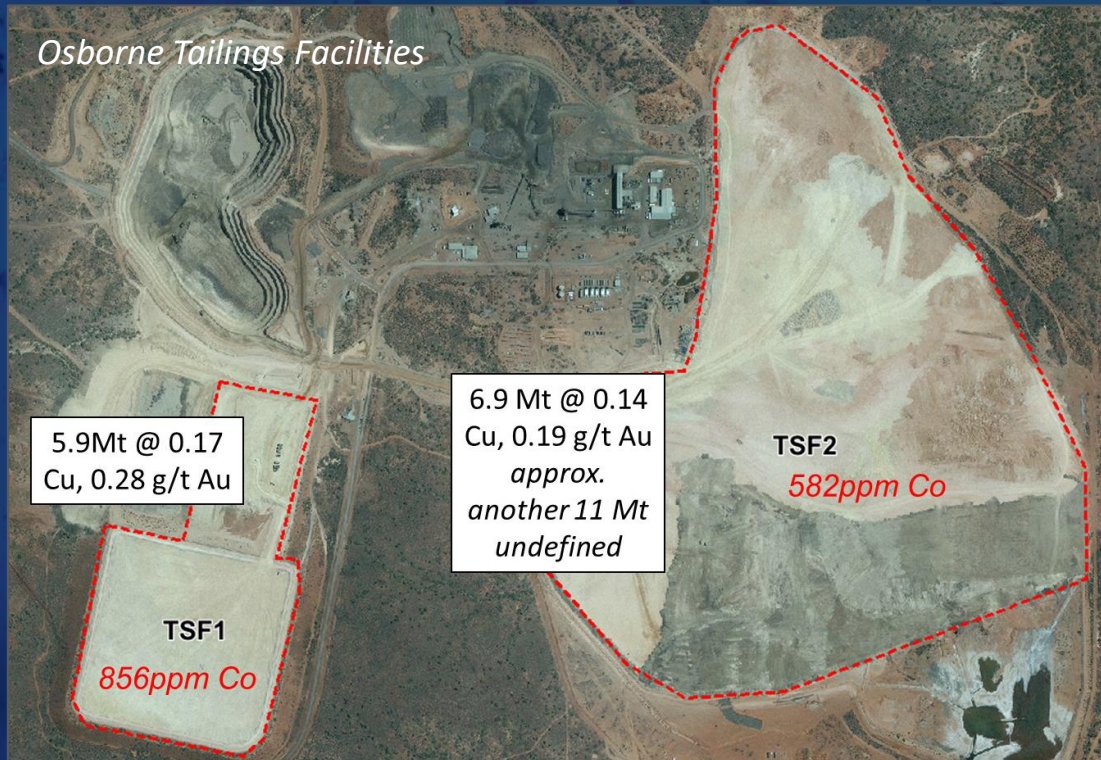 Osborne Tailings Facilities
5.9Mt @ 0.17
Cu, 0.28 g/t Au
6.9 Mt @ 0.14
Cu, 0.19 g/t Au
approx.
another 11 Mt
undefined
TSF2
582ppm Co
TSF1
856ppm Co